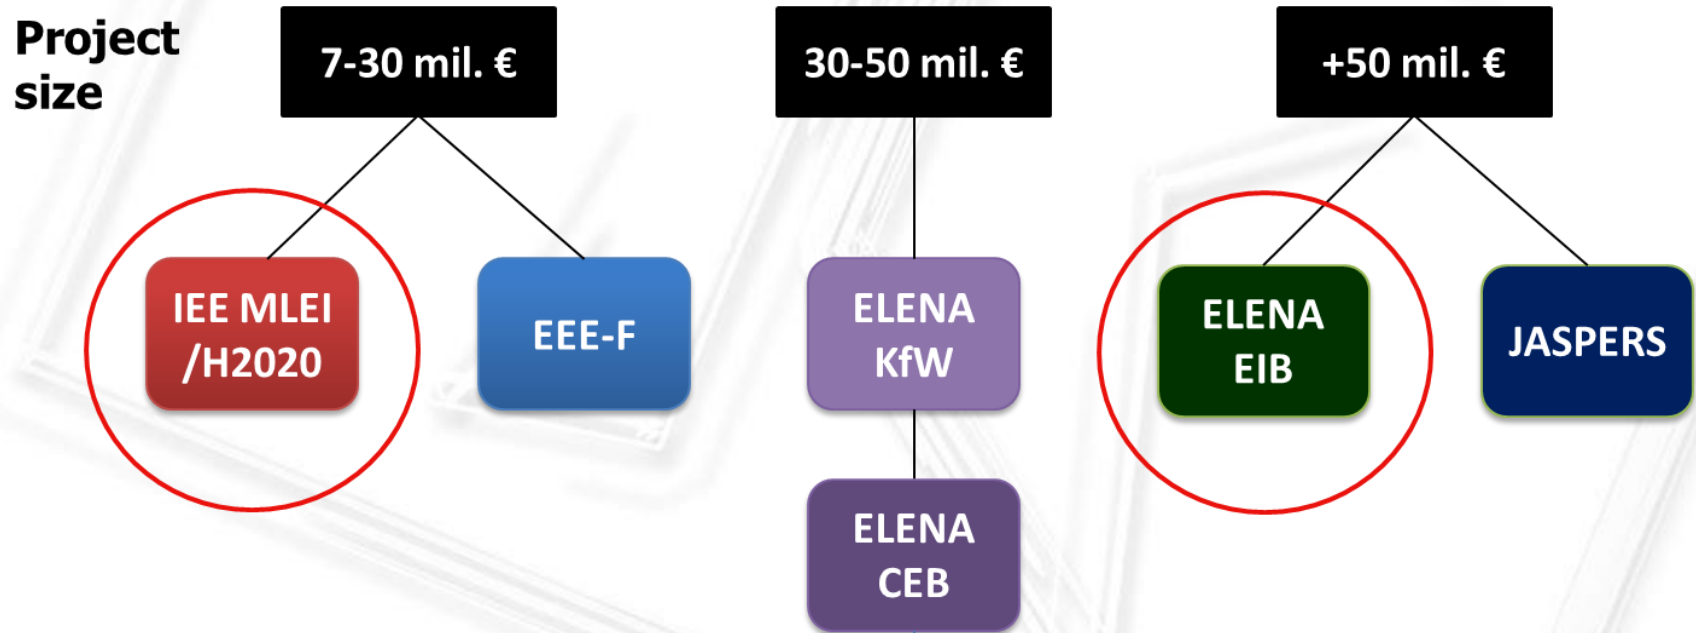 Project
size
7-30 mil. €
30-50 mil. €
+50 mil. €
IEE MLEI
/H2020
EEE-F
ELENA
KfW
ELENA
EIB
JASPERS
ELENA
CEB